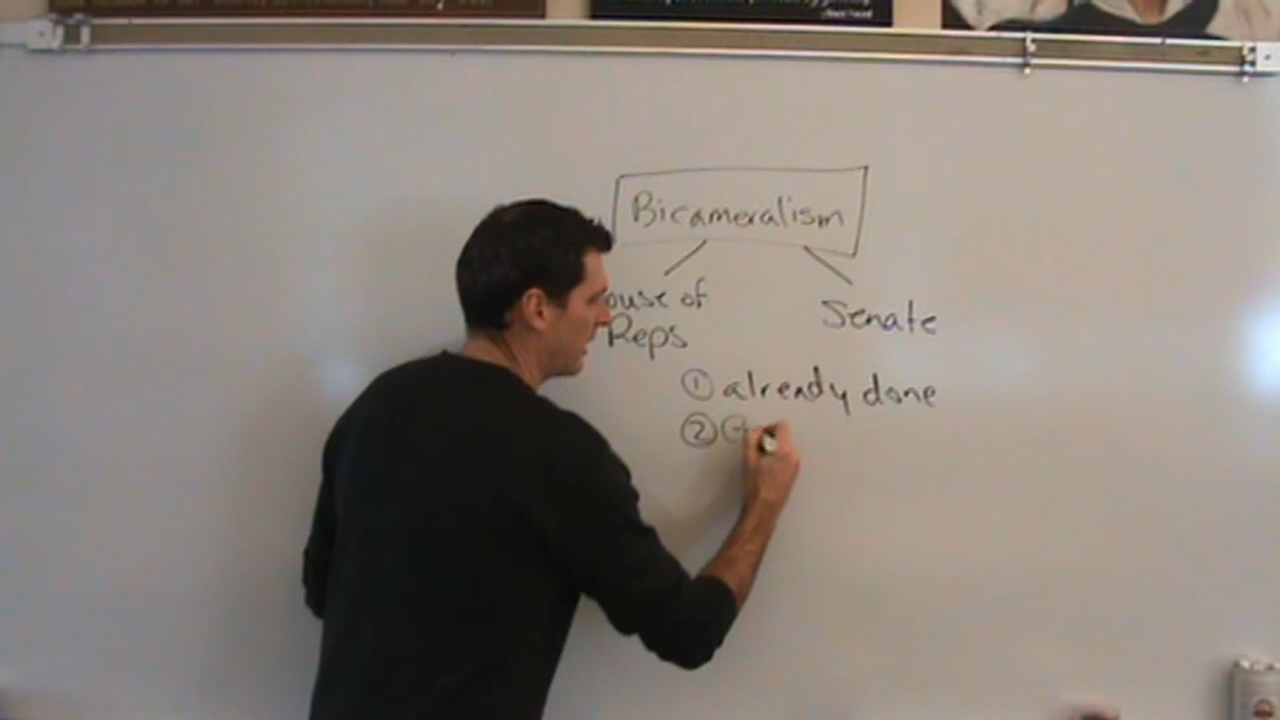 Bicameralism
ouse of
Reps
Senate
① already done
②